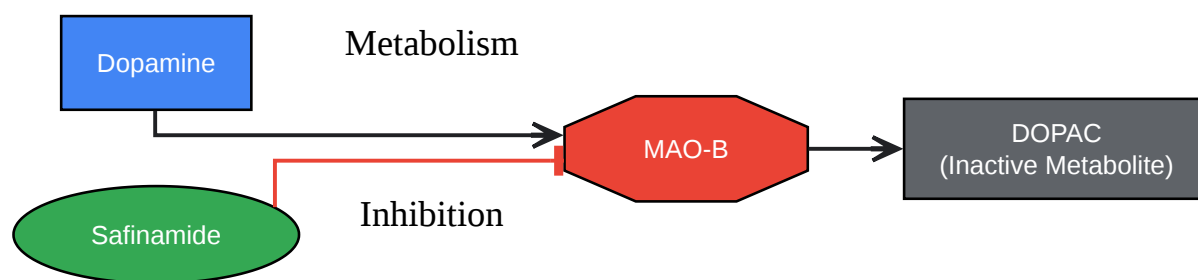 Metabolism
Dopamine
MAO-B
DOPAC
(Inactive Metabolite)
Inhibition
Safinamide